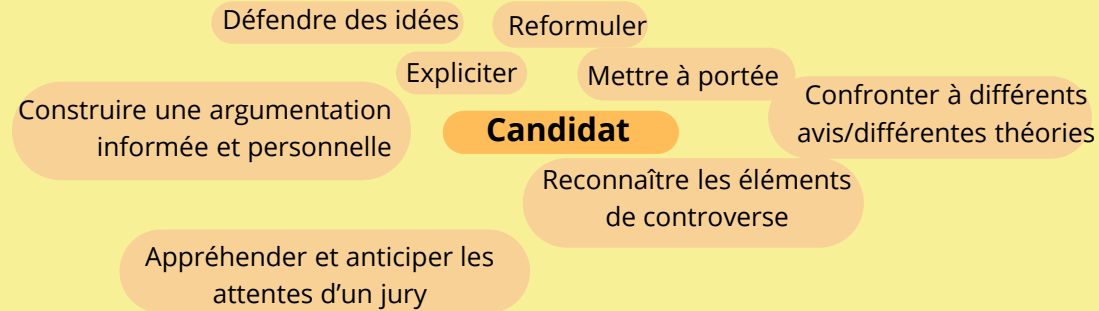 Défendre des idées
Reformuler
Expliciter
Mettre à portée
Construire une argumentation
informée et personnelle
Candidat
Confronter à différents
avis/différentes théories
Reconnaître les éléments
de controverse
Appréhender et anticiper les
attentes d'un jury